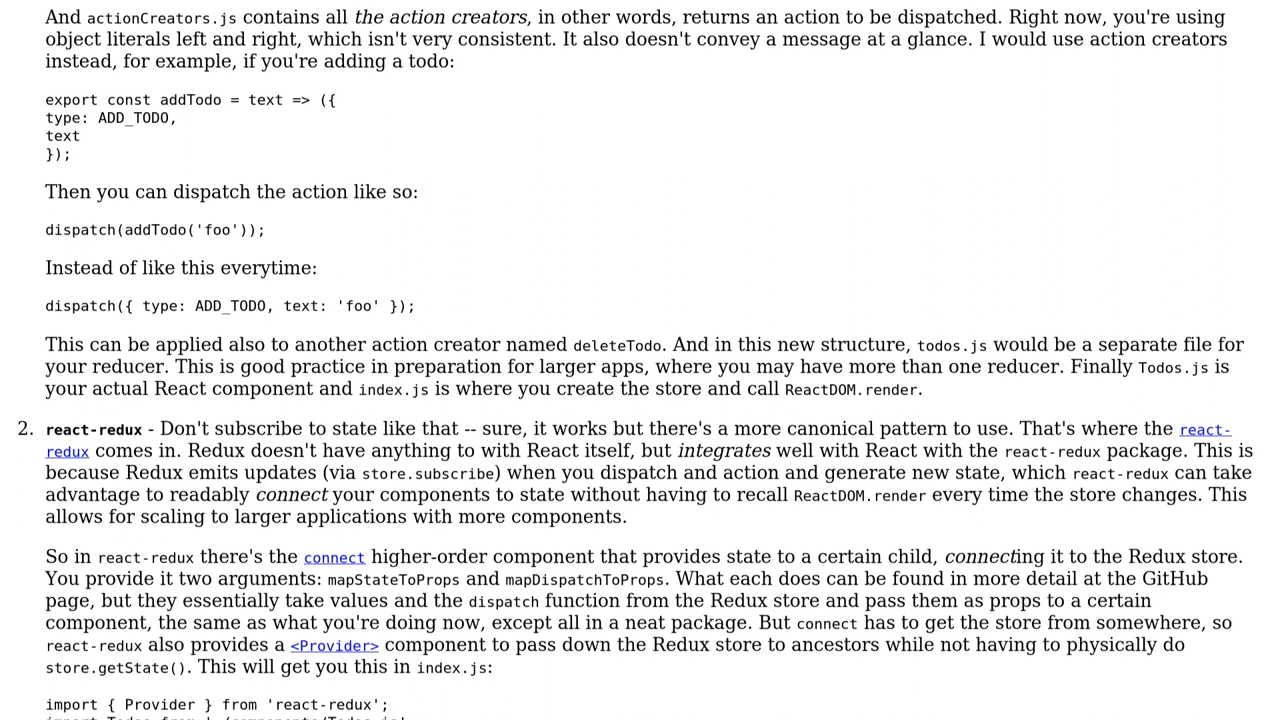 And actionCreators.js contains all the action creators, in other words, returns an action to be dispatched. Right now, you're using
object literals left and right, which isn't very consistent. It also doesn't convey a message at a glance. I would use action creators
instead, for example, if you're adding a todo:
export const addTodo = text => ({
type: ADD_TODO,
text
});
Then you can dispatch the action like so:
dispatch(addTodo('foo'));
Instead of like this everytime:
dispatch({ type: ADD_TODO, text: 'foo' });
This can be applied also to another action creator named deleteTodo. And in this new structure, todos.js would be a separate file for
your reducer. This is good practice in preparation for larger apps, where you may have more than one reducer. Finally Todos.js is
your actual React component and index.js is where you create the store and call ReactDOM.render.
2. react-redux - Don't subscribe to state like that -- sure, it works but there's a more canonical pattern to use. That's where the react-
redux comes in. Redux doesn't have anything to with React itself, but integrates well with React with the react-redux package. This is
because Redux emits updates (via store.subscribe) when you dispatch and action and generate new state, which react-redux can take
advantage to readably connect your components to state without having to recall ReactDOM.render every time the store changes. This
allows for scaling to larger applications with more components.
So in react-redux there's the connect higher-order component that provides state to a certain child, connecting it to the Redux store.
You provide it two arguments: mapStateToProps and mapDispatchToProps. What each does can be found in more detail at the GitHub
page, but they essentially take values and the dispatch function from the Redux store and pass them as props to a certain
component, the same as what you're doing now, except all in a neat package. But connect has to get the store from somewhere, so
react-redux also provides a <Provider> component to pass down the Redux store to ancestors while not having to physically do
store.getState(). This will get you this in index.js:
import { Provider } from 'react-redux';
import Todos from './components/Todos.js';